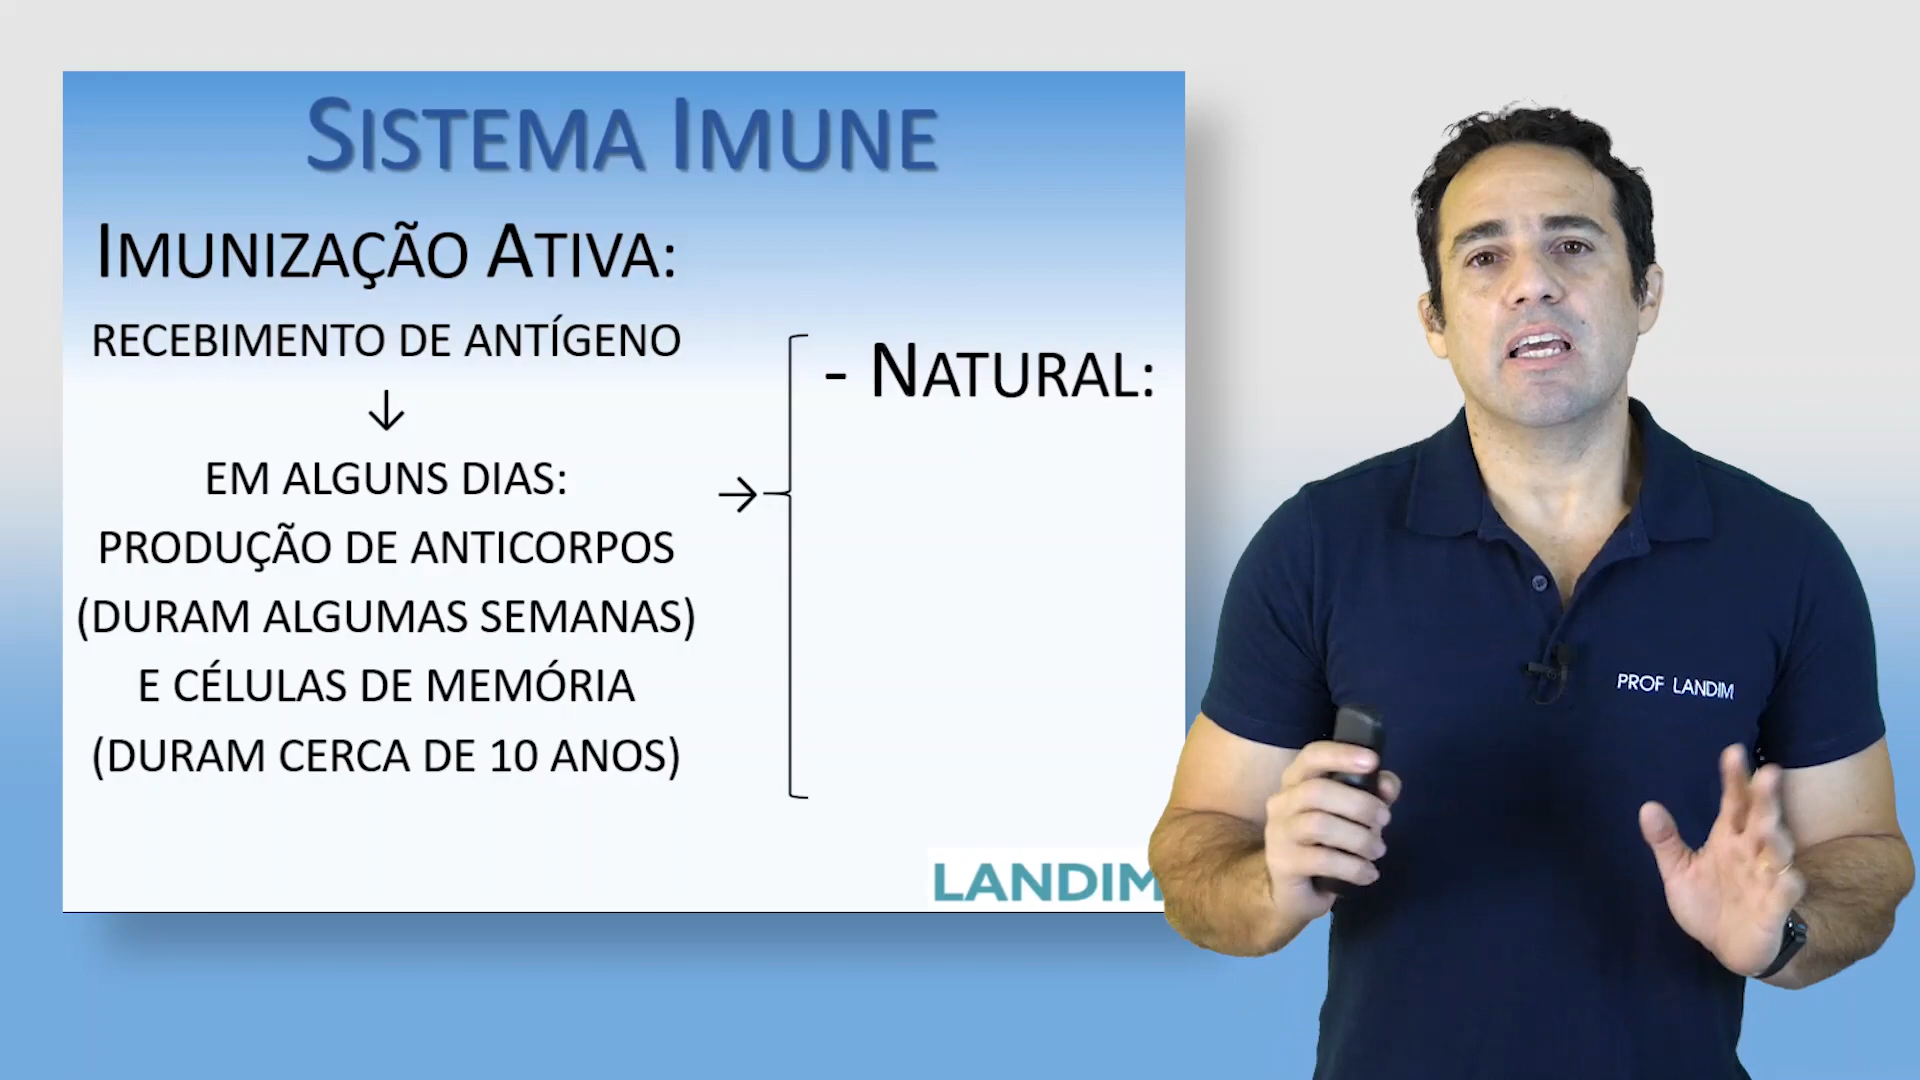 SISTEMA IMUNE
IMUNIZAÇÃO ATIVA:
RECEBIMENTO DE ANTÍGENO
↓
EM ALGUNS DIAS:
PRODUÇÃO DE ANTICORPOS
(DURAM ALGUMAS SEMANAS)
E CÉLULAS DE MEMÓRIA
(DURAM CERCA DE 10 ANOS)
→
- NATURAL:
LANDIM
PROF LANDIM